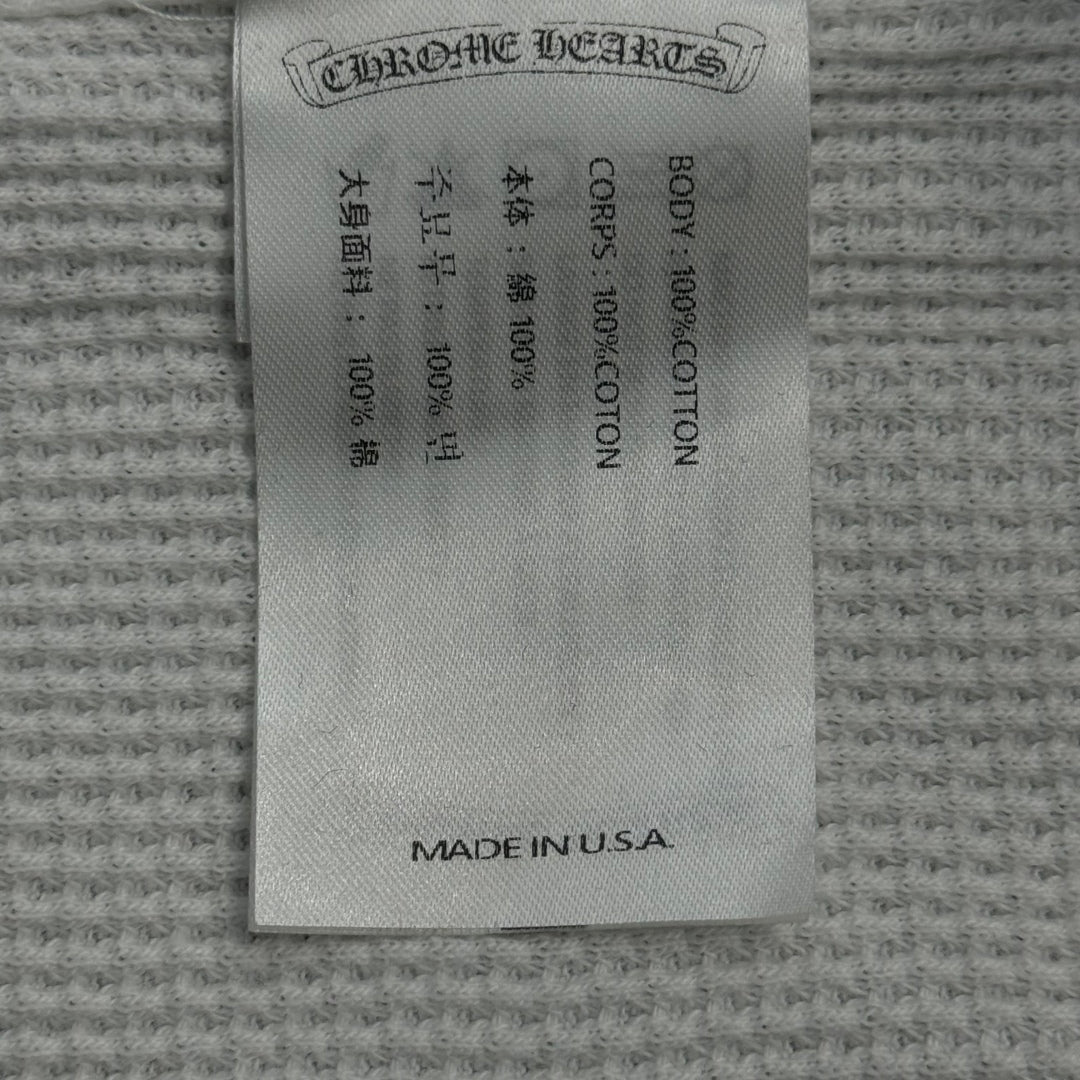 CHROME HEARTS
BODY : 100%COTTON
CORPS : 100%COTON
本体 : 綿 100%
: 100% 면
大身面料 : 100% 棉
MADE IN U.S.A.